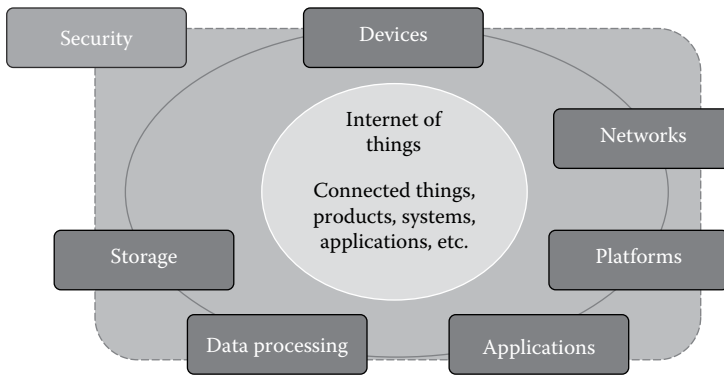 Security
Devices
Internet of
things
Connected things,
products, systems,
applications, etc.
Networks
Storage
Platforms
Data processing
Applications